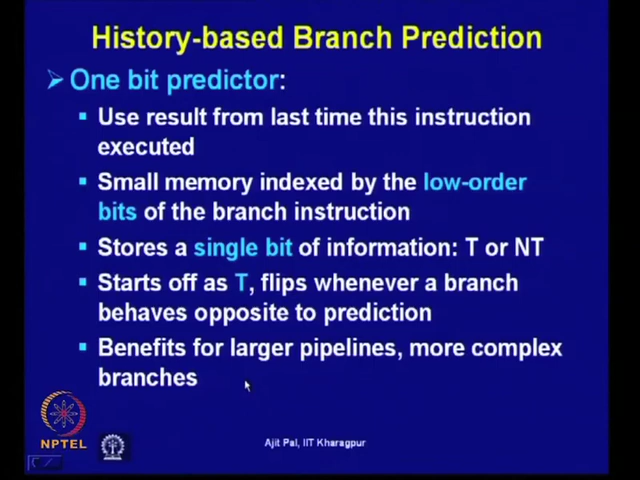 History-based Branch Prediction
➢ One bit predictor:
▪ Use result from last time this instruction
executed
▪ Small memory indexed by the low-order
bits of the branch instruction
▪ Stores a single bit of information: T or NT
▪ Starts off as T, flips whenever a branch
behaves opposite to prediction
▪ Benefits for larger pipelines, more complex
branches
NPTEL
Ajit Pal, IIT Kharagpur